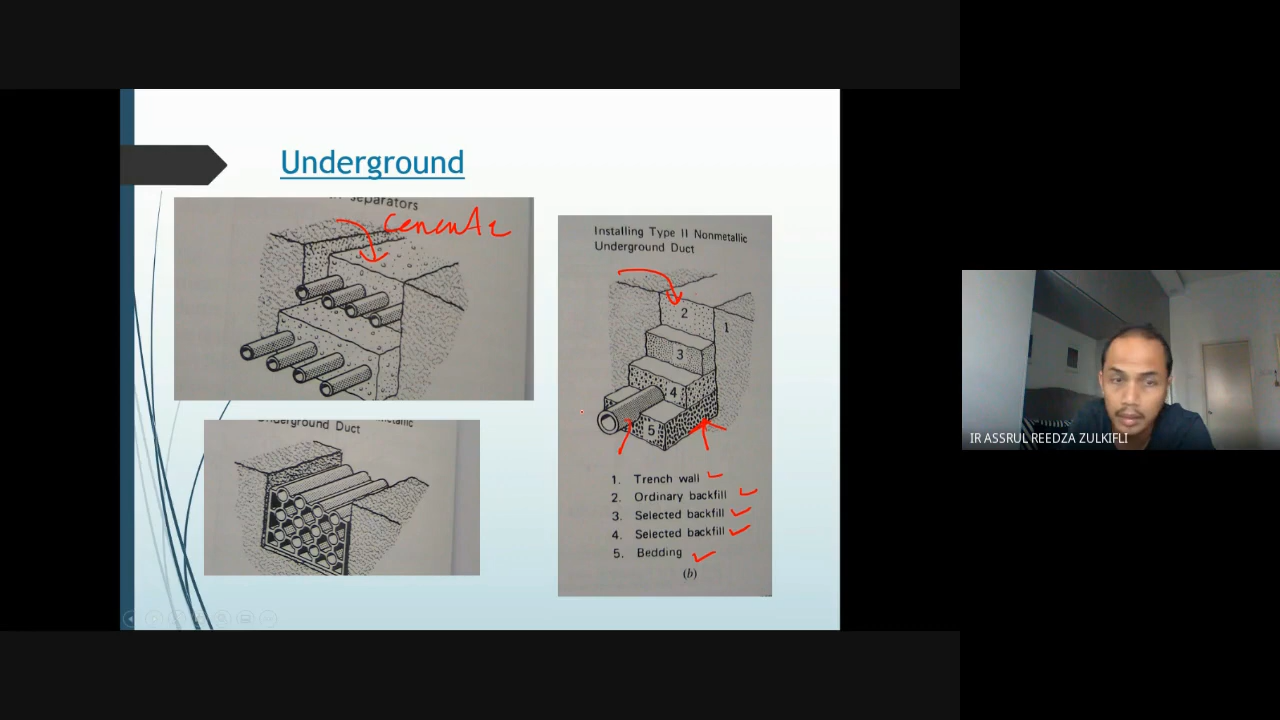 Underground
separators
Underground Duct
Installing Type II Nonmetallic
Underground Duct
2
1
3
4
5
1. Trench wall
2. Ordinary backfill
3. Selected backfill
4. Selected backfill
5. Bedding
(b)
IR ASSRUL REEDZA ZULKIFLI